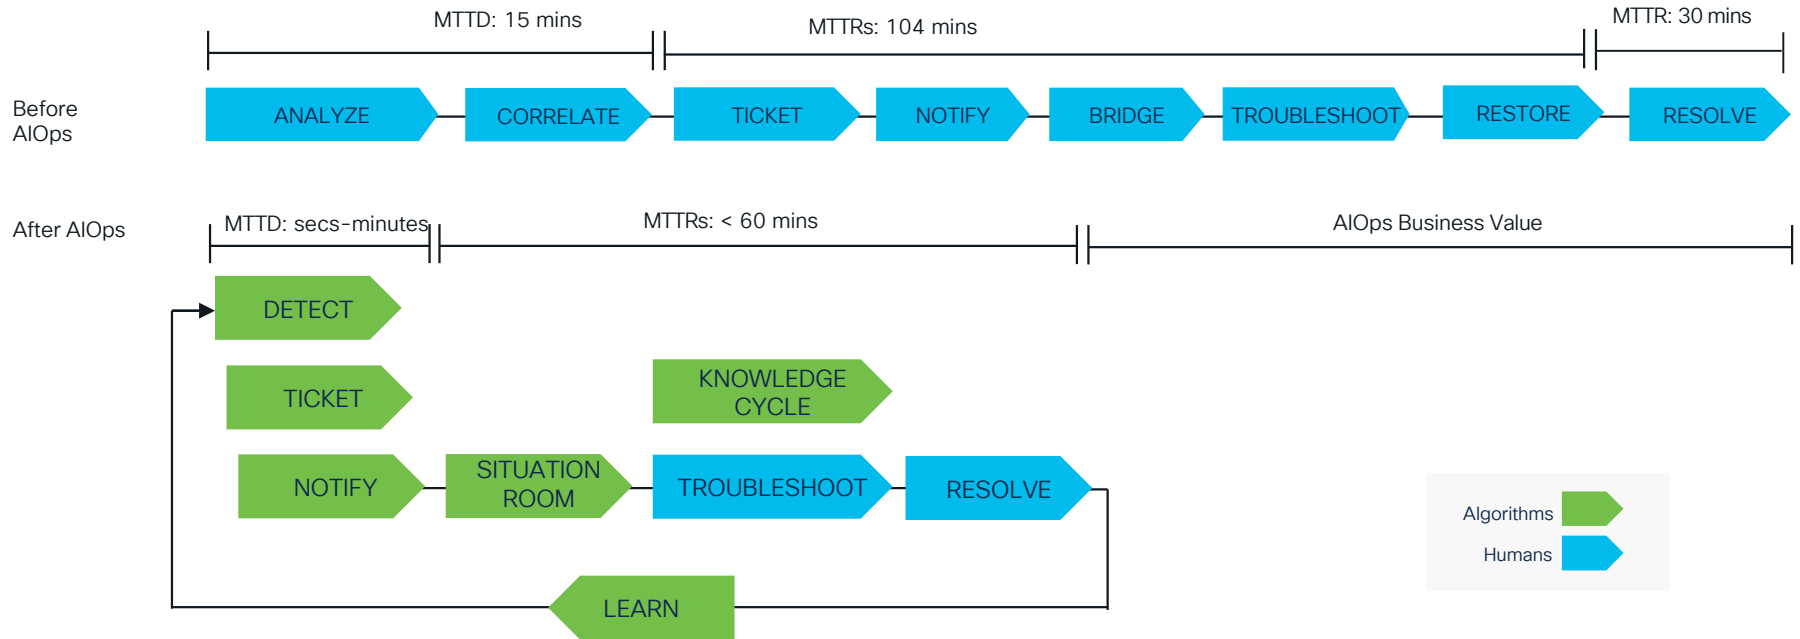 MTTD: 15 mins
MTTRs: 104 mins
MTTR: 30 mins
Before
AIOps
ANALYZE
CORRELATE
TICKET
NOTIFY
BRIDGE
TROUBLESHOOT
RESTORE
RESOLVE
After AIOps
MTTD: secs-minutes
MTTRs: < 60 mins
AIOps Business Value
DETECT
TICKET
KNOWLEDGE
CYCLE
NOTIFY
SITUATION
ROOM
TROUBLESHOOT
RESOLVE
Algorithms
Humans
LEARN